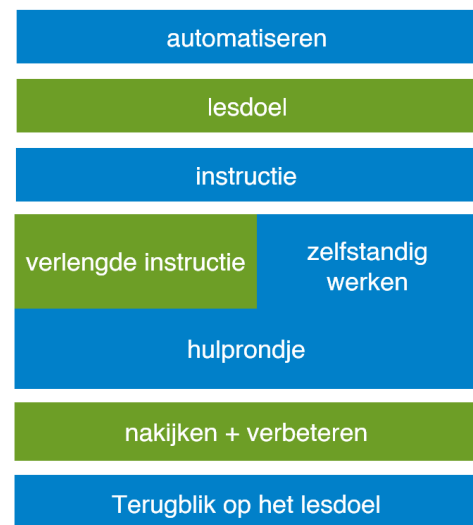 automatiseren
lesdoel
instructie
verlengde instructie
zelfstandig
werken
hulprondje
nakijken + verbeteren
Terugblik op het lesdoel